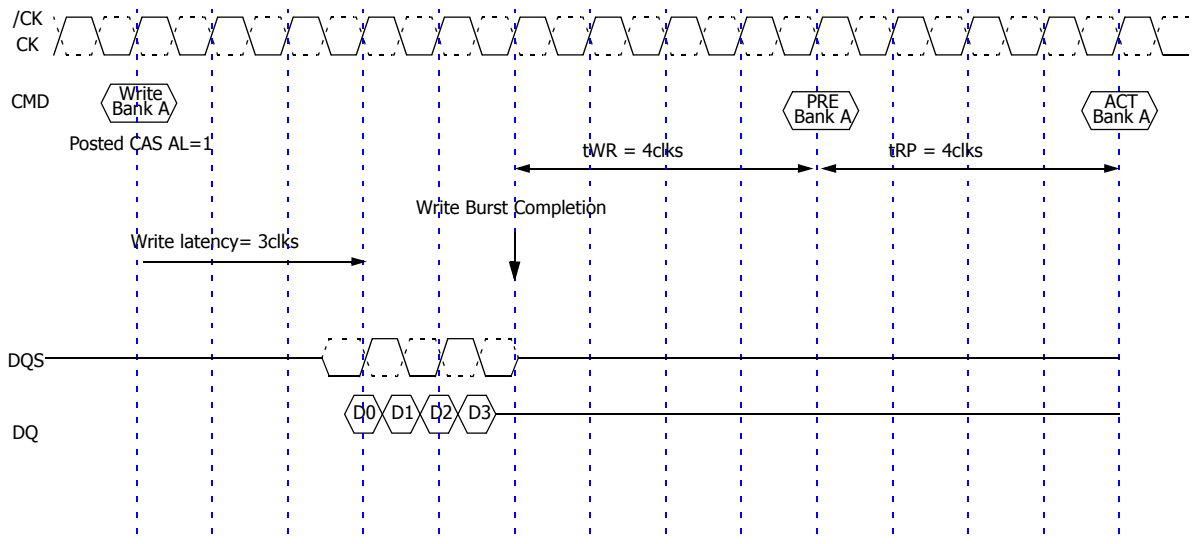 /CK
CK
CMD
Write
Bank A
PRE
Bank A
ACT
Bank A
Posted CAS AL=1
tWR = 4clks
tRP = 4clks
Write Burst Completion
Write latency= 3clks
DQS
D0 D1 D2 D3
DQ